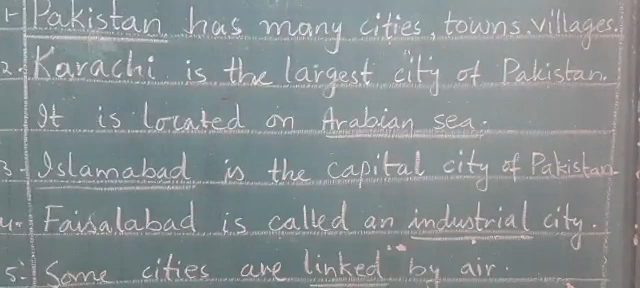 1- Pakistan has many cities, towns, villages.
2. Karachi is the largest city of Pakistan.
It is located on Arabian sea.
3- Islamabad is the capital city of Pakistan
4- Faisalabad is called an industrial city.
5- Some cities are linked by air.